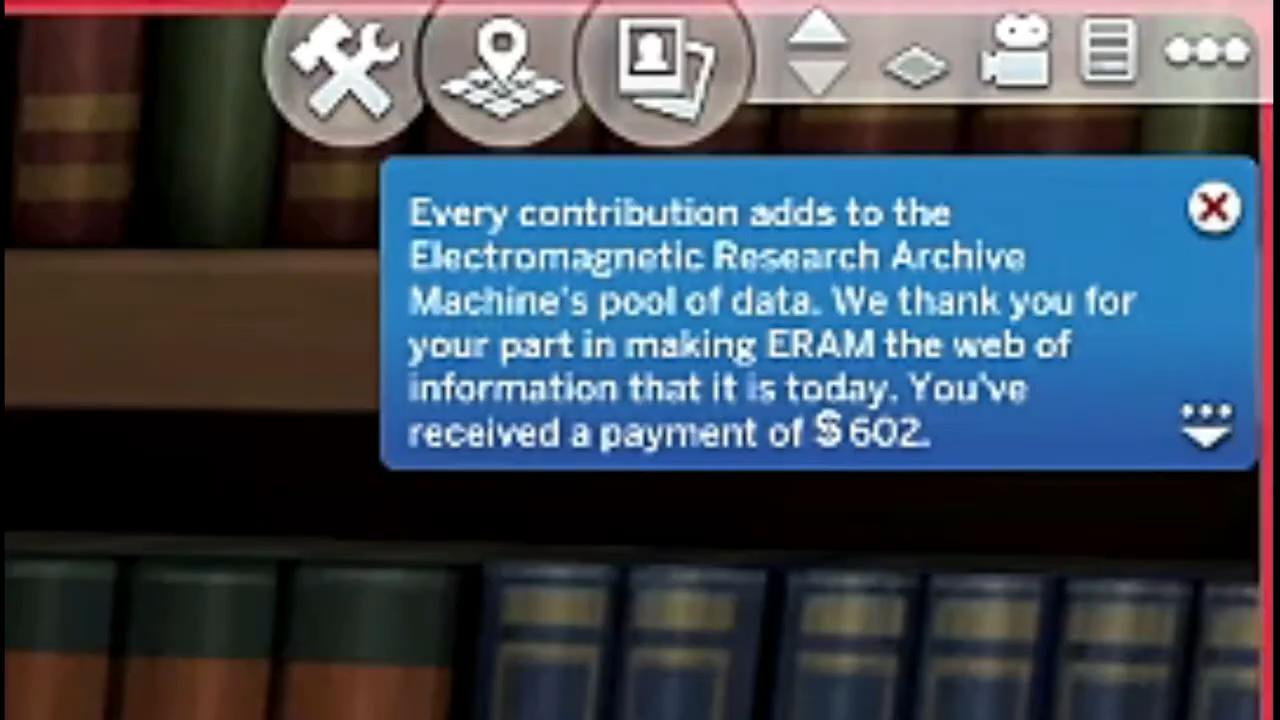 Every contribution adds to the
Electromagnetic Research Archive
Machine's pool of data. We thank you for
your part in making ERAM the web of
information that it is today. You've
received a payment of §602.